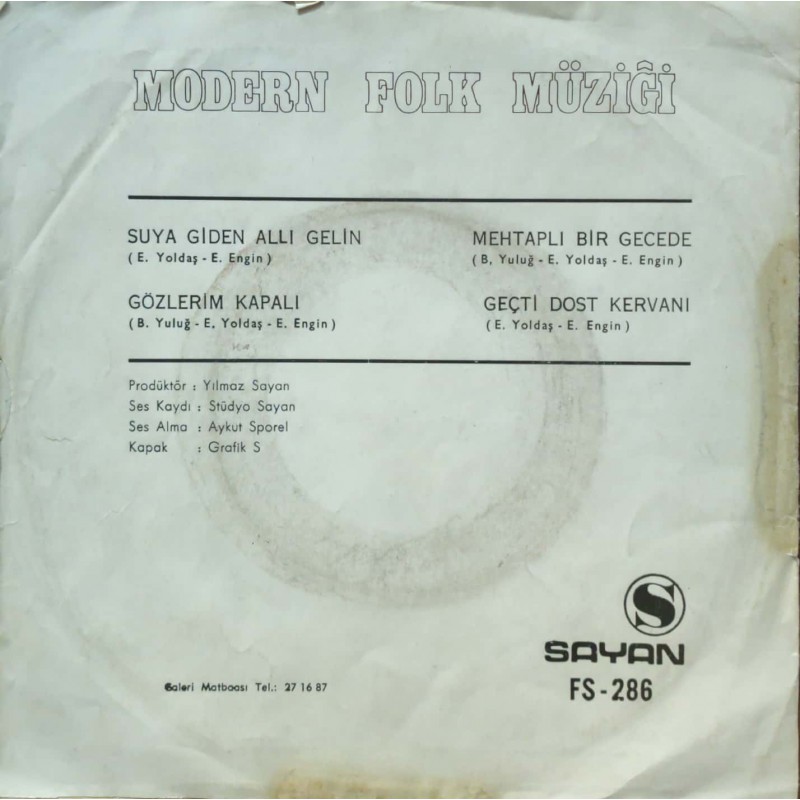 MODERN FOLK MÜZİĞİ
SUYA GİDEN ALLI GELİN
( E. Yoldaş - E. Engin )
GÖZLERİM KAPALI
( B. Yuluğ - E, Yoldaş - E. Engin )
MEHTAPLI BİR GECEDE
( B, Yuluğ - E. Yoldaş - E. Engin )
GEÇTİ DOST KERVANI
( E. Yoldaş - E. Engin )
Prodüktör : Yılmaz Sayan
Ses Kaydı : Stüdyo Sayan
Ses Alma : Aykut Sporel
Kapak : Grafik S
S
SAYAN
FS-286
Galeri Matbaası Tel.: 27 16 87